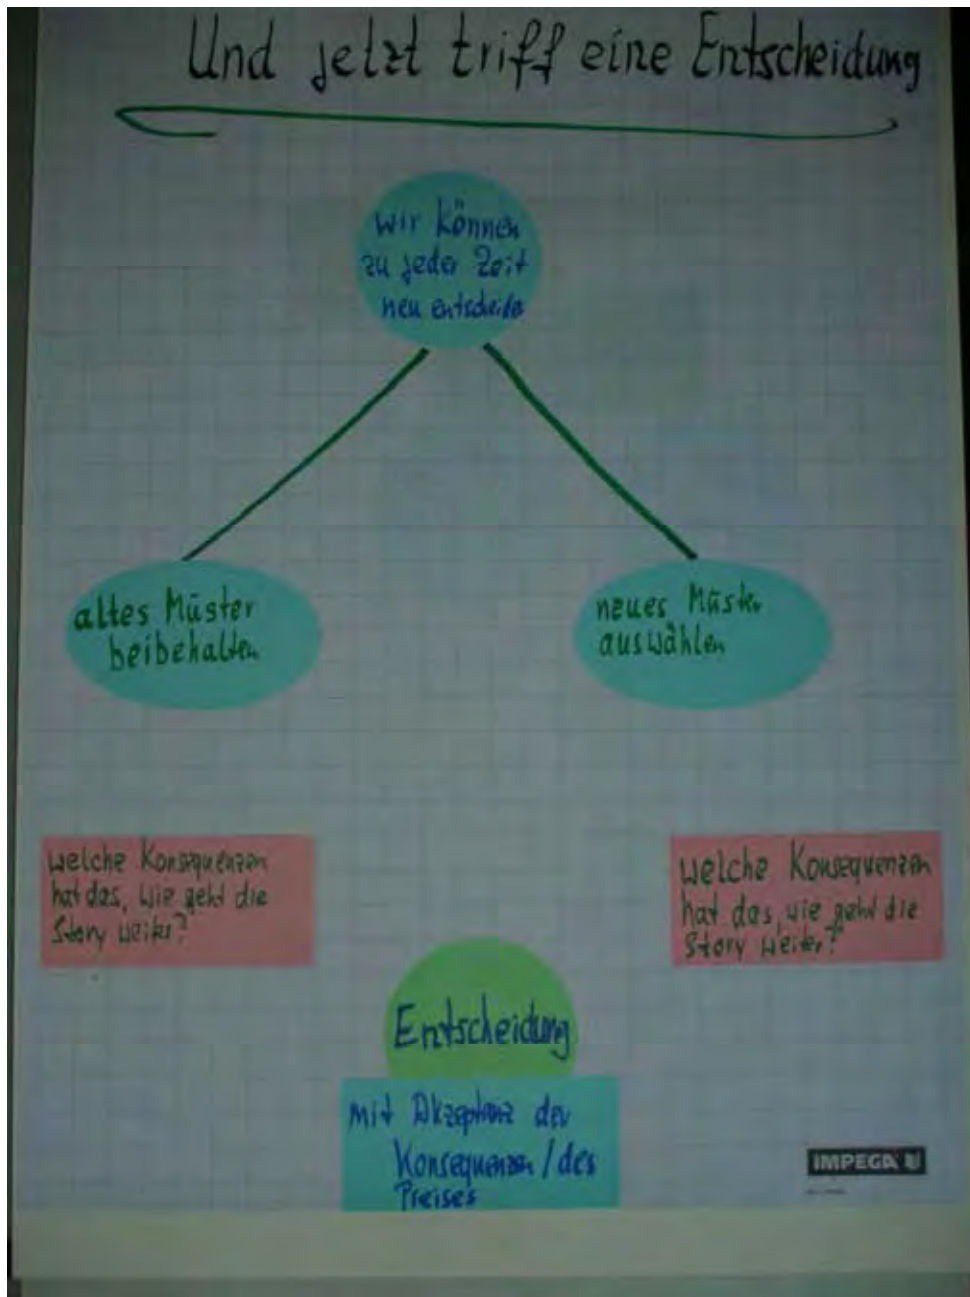 Und jetzt triff eine Entscheidung
wir können
zu jeder Zeit
neu entscheiden
altes Muster
beibehalten
neues Muster
auswählen
welche Konsequenzen
hat das, wie geht die
Story weiter?
welche Konsequenzen
hat das, wie geht die
Story weiter?
Entscheidung
mit Akzeptanz der
Konsequenzen / des
Preises
IMPEGA